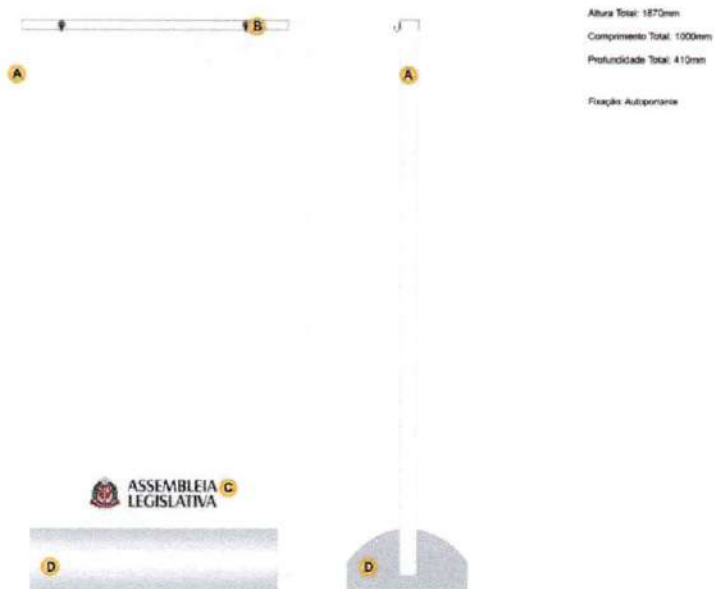 B
A
A
Altura Total: 1870mm
Comprimento Total: 1000mm
Profundidade Total: 410mm
Fixação: Autoportante
ASSEMBLEIA C
LEGISLATIVA
D
D